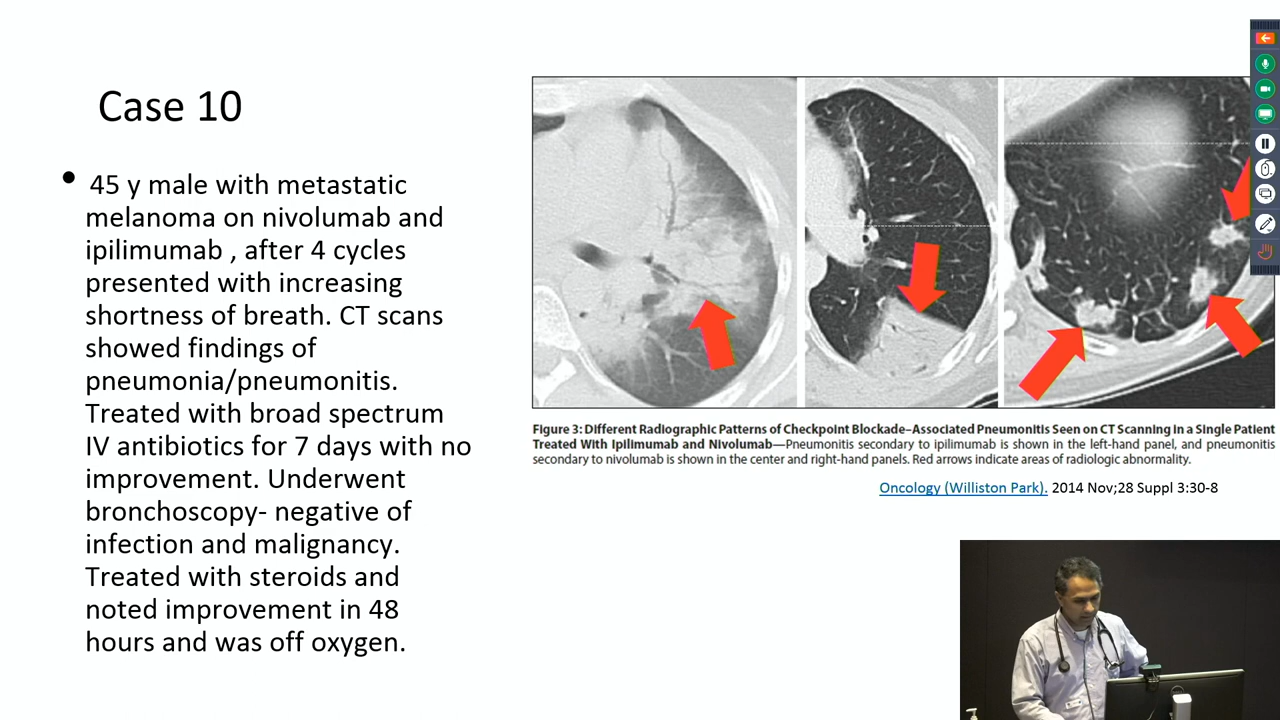 Case 10
• 45 y male with metastatic
melanoma on nivolumab and
ipilimumab , after 4 cycles
presented with increasing
shortness of breath. CT scans
showed findings of
pneumonia/pneumonitis.
Treated with broad spectrum
IV antibiotics for 7 days with no
improvement. Underwent
bronchoscopy- negative of
infection and malignancy.
Treated with steroids and
noted improvement in 48
hours and was off oxygen.
Figure 3: Different Radiographic Patterns of Checkpoint Blockade–Associated Pneumonitis Seen on CT Scanning in a Single Patient
Treated With Ipilimumab and Nivolumab—Pneumonitis secondary to ipilimumab is shown in the left-hand panel, and pneumonitis
secondary to nivolumab is shown in the center and right-hand panels. Red arrows indicate areas of radiologic abnormality.
Oncology (Williston Park). 2014 Nov;28 Suppl 3:30-8